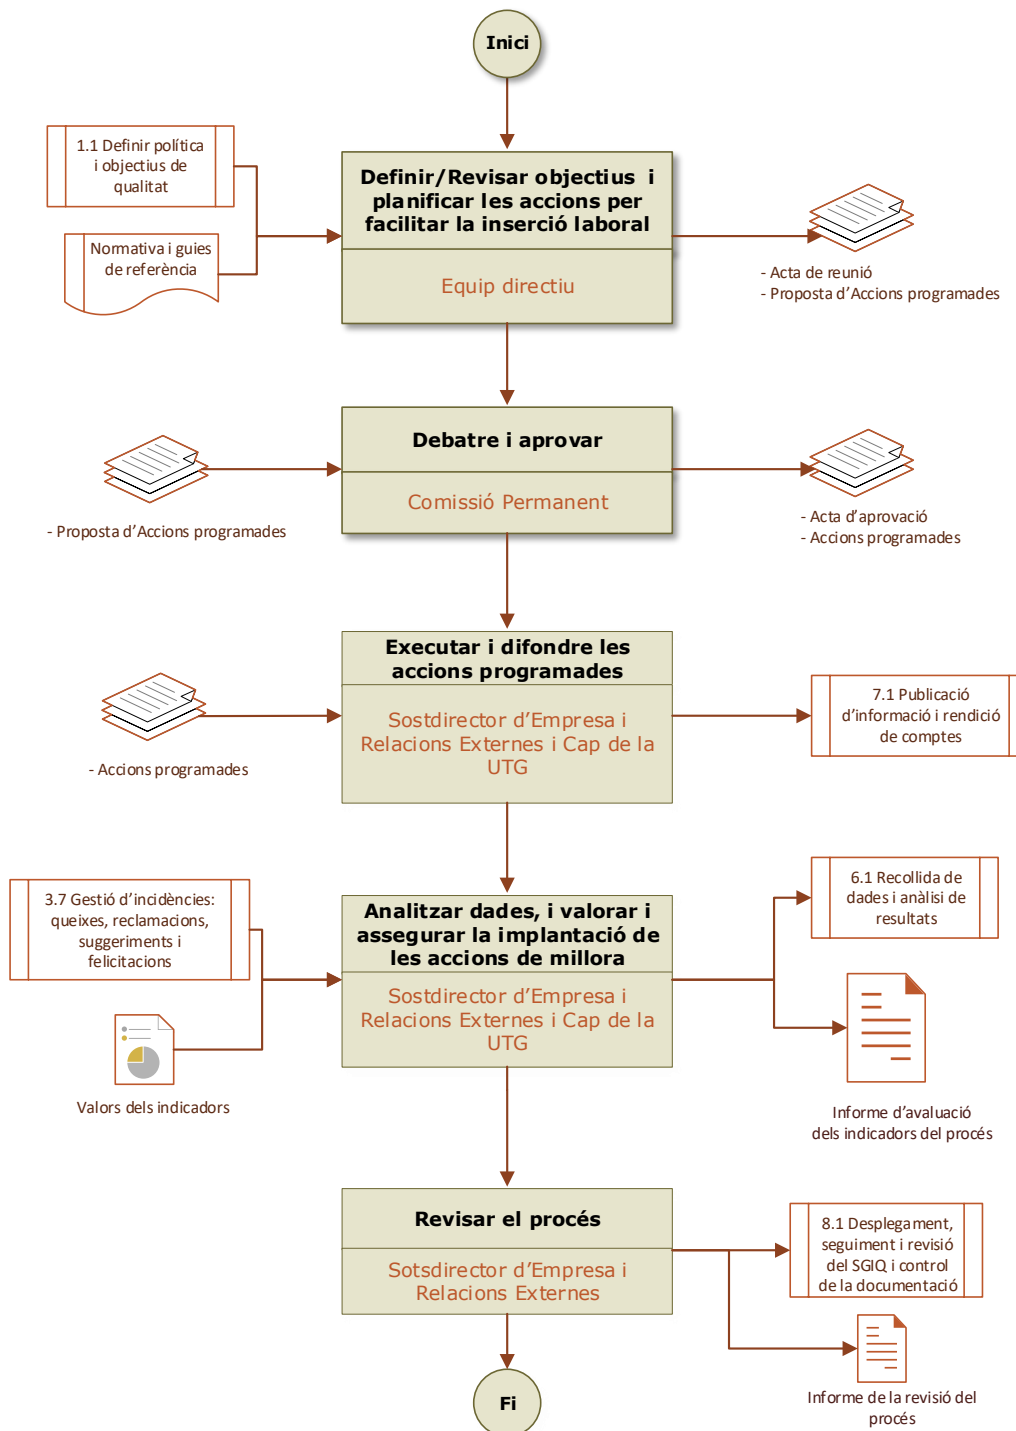 Inici
1.1 Definir política
i objectius de
qualitat
Normativa i guies
de referència
Definir/Revisar objectius i
planificar les accions per
facilitar la inserció laboral
Equip directiu
- Acta de reunió
- Proposta d’Accions programades
- Proposta d’Accions programades
Debatre i aprovar
Comissió Permanent
- Acta d’aprovació
- Accions programades
- Accions programades
Executar i difondre les
accions programades
Sostdirector d’Empresa i
Relacions Externes i Cap de la
UTG
7.1 Publicació
d’informació i rendició
de comptes
3.7 Gestió d’incidències:
queixes, reclamacions,
suggeriments i
felicitacions
Valors dels indicadors
Analitzar dades, i valorar i
assegurar la implantació de
les accions de millora
Sostdirector d’Empresa i
Relacions Externes i Cap de la
UTG
6.1 Recollida de
dades i anàlisi de
resultats
Informe d’avaluació
dels indicadors del procés
Revisar el procés
Sotsdirector d’Empresa i
Relacions Externes
8.1 Desplegament,
seguiment i revisió
del SGIQ i control
de la documentació
Informe de la revisió del
procés
Fi